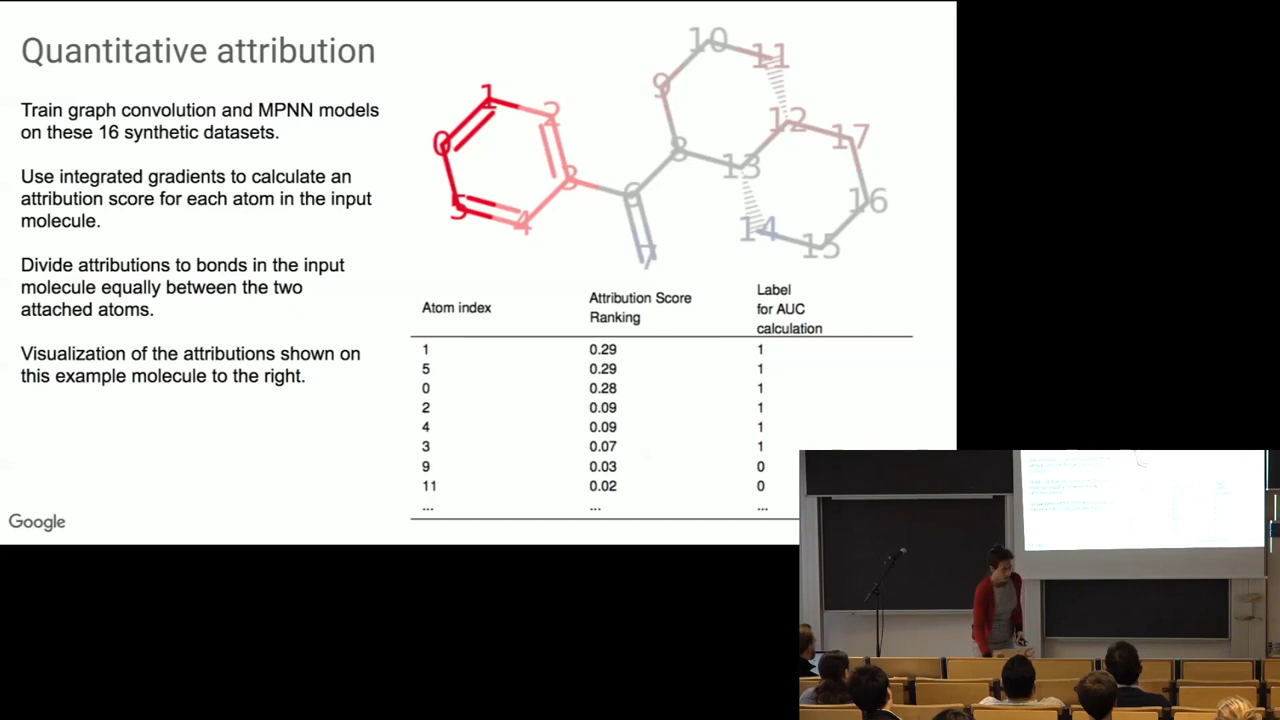 Quantitative attribution
Train graph convolution and MPNN models
on these 16 synthetic datasets.
Use integrated gradients to calculate an
attribution score for each atom in the input
molecule.
Divide attributions to bonds in the input
molecule equally between the two
attached atoms.
Visualization of the attributions shown on
this example molecule to the right.
0
1
2
3
4
5
6
7
8
9
10
11
12
13
14
15
16
17
Atom index Attribution Score Ranking Label for AUC calculation
1 0.29 1
5 0.29 1
0 0.28 1
2 0.09 1
4 0.09 1
3 0.07 1
9 0.03 0
11 0.02 0
... ... ...
Google